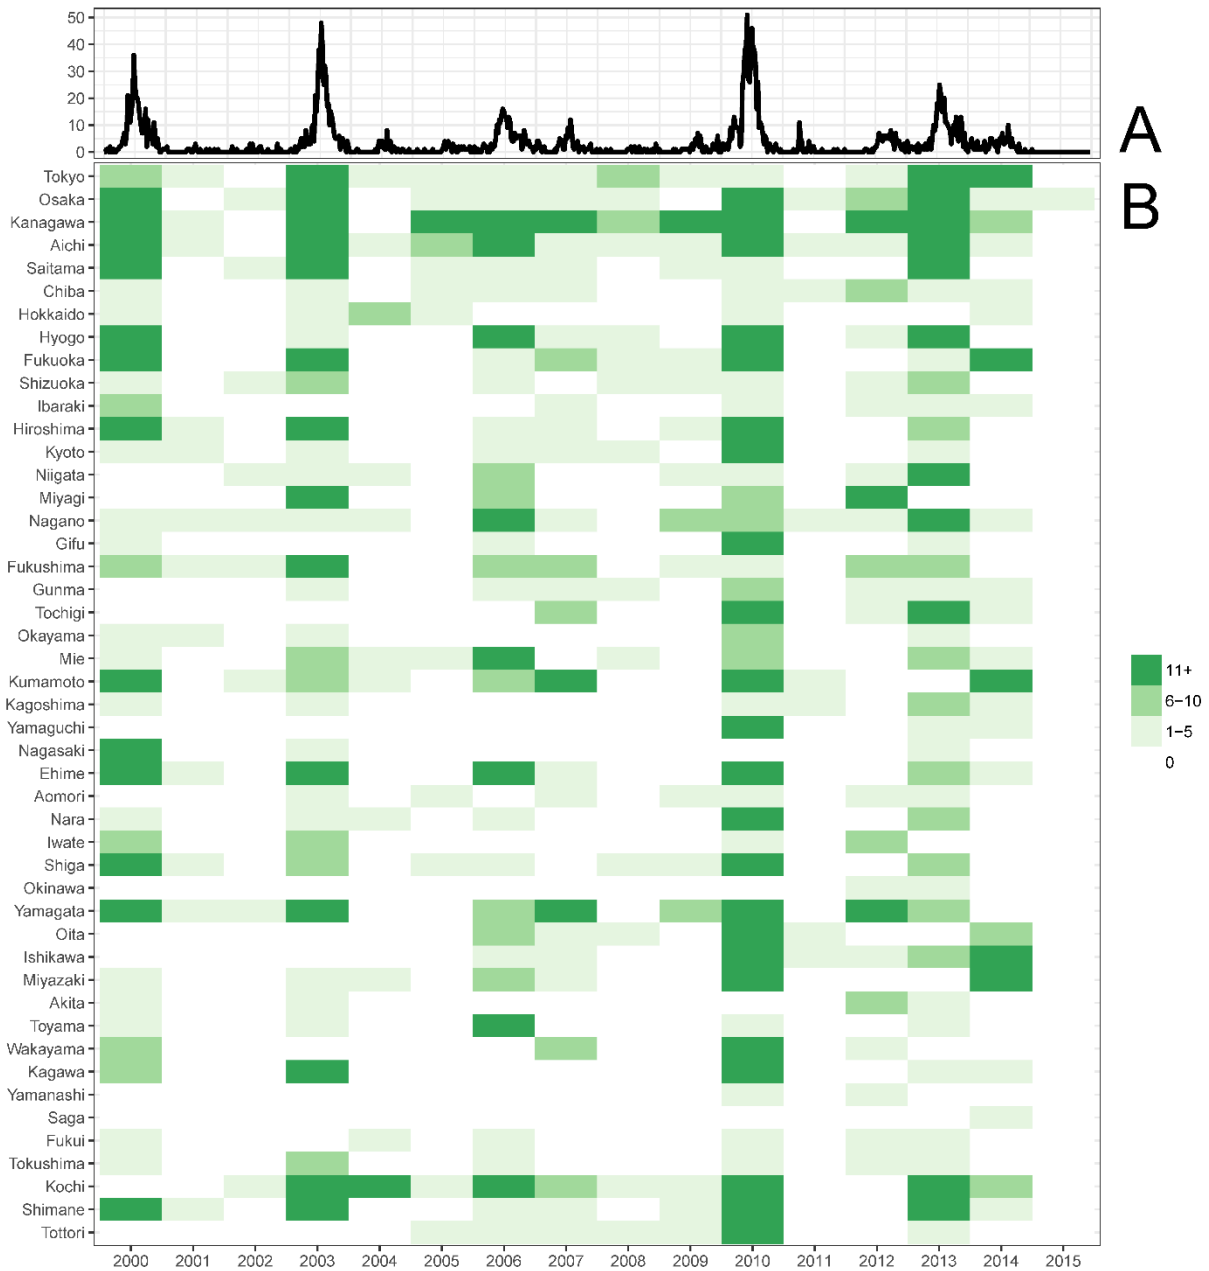 50
40
30
20
10
0
A
B
Tokyo
Osaka
Kanagawa
Aichi
Saitama
Chiba
Hokkaido
Hyogo
Fukuoka
Shizuoka
Ibaraki
Hiroshima
Kyoto
Niigata
Miyagi
Nagano
Gifu
Fukushima
Gunma
Tochigi
Okayama
Mie
Kumamoto
Kagoshima
Yamaguchi
Nagasaki
Ehime
Aomori
Nara
Iwate
Shiga
Okinawa
Yamagata
Oita
Ishikawa
Miyazaki
Akita
Toyama
Wakayama
Kagawa
Yamanashi
Saga
Fukui
Tokushima
Kochi
Shimane
Tottori
11+
6−10
1−5
0
2000 2001 2002 2003 2004 2005 2006 2007 2008 2009 2010 2011 2012 2013 2014 2015